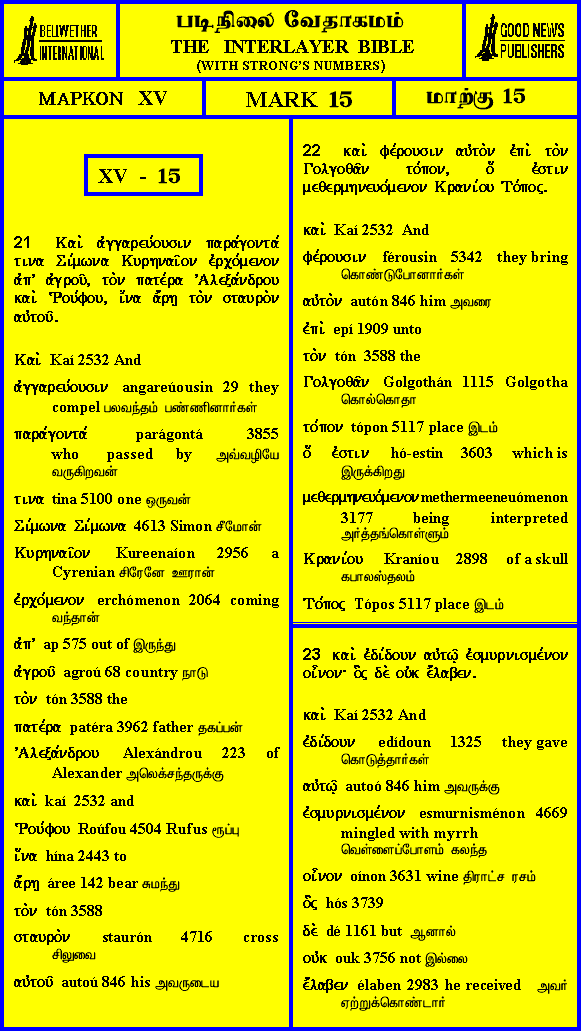 BELLWETHER
INTERNATIONAL
படிநிலை வேதாகமம்
THE INTERLAYER BIBLE
(WITH STRONG'S NUMBERS)
GOOD NEWS
PUBLISHERS
ΜΑΡΚΟΝ XV
MARK 15
மாற்கு 15
XV - 15
21 Καὶ ἀγγαρεύουσιν παράγοντά
τινα Σίμωνα Κυρηναῖον ἐρχόμενον
ἀπ’ ἀγροῦ, τὸν πατέρα Ἀλεξάνδρου
καὶ Ῥούφου, ἵνα ἄρῃ τὸν σταυρὸν
αὐτοῦ.
Καὶ Kaí 2532 And
ἀγγαρεύουσιν angareúousin 29 they
compel பலவந்தம் பண்ணினார்கள்
παράγοντά parágontá 3855
who passed by அவ்வழியே
வருகிறவன்
τινα tina 5100 one ஒருவன்
Σίμωνα Σίμωνα 4613 Simon சீமோன்
Κυρηναῖον Kureenaíon 2956 a
Cyrenian சிரேனே ஊரான்
ἐρχόμενον erchómenon 2064 coming
வந்தான்
ἀπ’ ap 575 out of இருந்து
ἀγροῦ agroú 68 country நாடு
τὸν tón 3588 the
πατέρα patéra 3962 father தகப்பன்
Ἀλεξάνδρου Alexándrou 223 of
Alexander அலெக்சந்தருக்கு
καὶ kaí 2532 and
Ῥούφου Roúfou 4504 Rufus ரூப்பு
ἵνα hína 2443 to
ἄρῃ áree 142 bear சுமந்து
τὸν tón 3588
σταυρὸν staurón 4716 cross
சிலுவை
αὐτοῦ autoú 846 his அவருடைய
22 καὶ φέρουσιν αὐτὸν ἐπὶ τὸν
Γολγοθᾶν τόπον, ὅ ἐστιν
μεθερμηνευόμενον Κρανίου Τόπος.
καὶ Kaí 2532 And
φέρουσιν férousin 5342 they bring
கொண்டுபோனார்கள்
αὐτὸν autón 846 him அவரை
ἐπὶ epí 1909 unto
τὸν tón 3588 the
Γολγοθᾶν Golgothán 1115 Golgotha
கொல்கொதா
τόπον tópon 5117 place இடம்
ὅ ἐστιν hó-estin 3603 which is
இருக்கிறது
μεθερμηνευόμενον methermeeneuómenon
3177 being interpreted
அர்த்தங்கொள்ளும்
Κρανίου Kraníou 2898 of a skull
கபாலஸ்தலம்
Τόπος Tópos 5117 place இடம்
23 καὶ ἐδίδουν αὐτῷ ἐσμυρνισμένον
οἶνον· ὃς δὲ οὐκ ἔλαβεν.
καὶ Kaí 2532 And
ἐδίδουν edídoun 1325 they gave
கொடுத்தார்கள்
αὐτῷ autoó 846 him அவருக்கு
ἐσμυρνισμένον esmurnisménon 4669
mingled with myrrh
வெள்ளைப்போளம் கலந்த
οἶνον oínon 3631 wine திராட்ச ரசம்
ὃς hós 3739
δὲ dé 1161 but ஆனால்
οὐκ ouk 3756 not இல்லை
ἔλαβεν élaben 2983 he received அவர்
ஏற்றுக்கொண்டார்